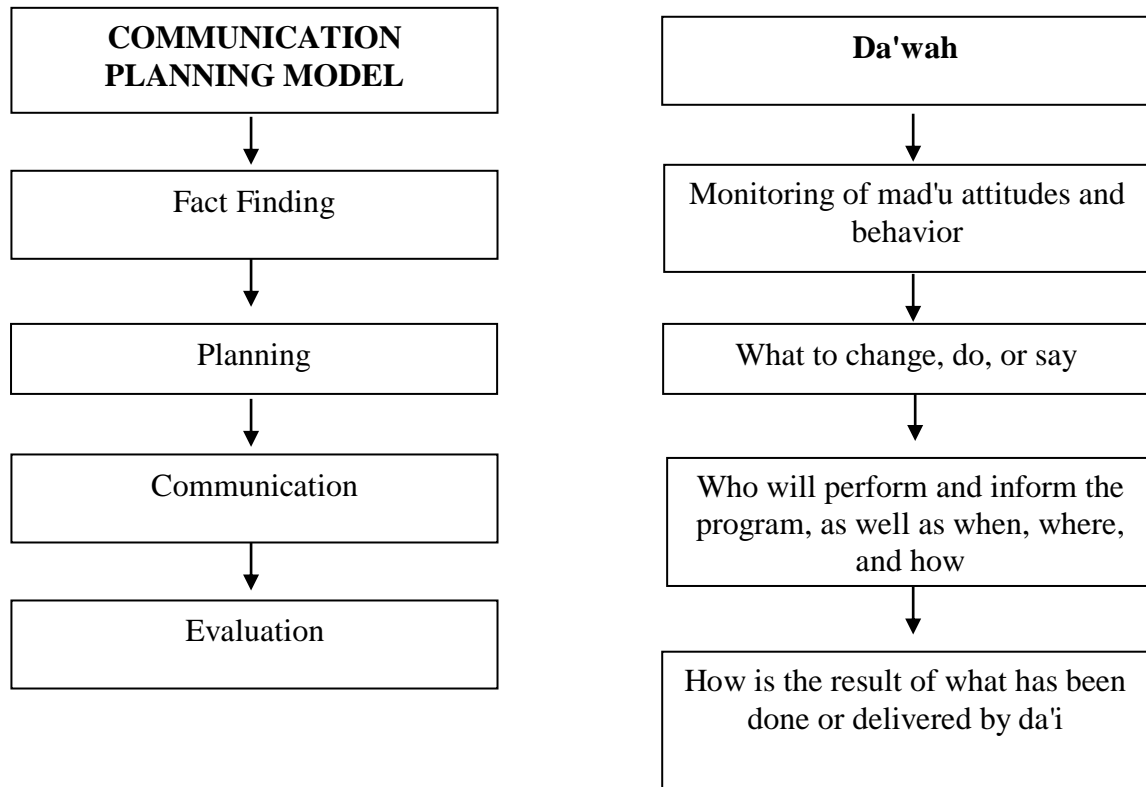 COMMUNICATION
PLANNING MODEL
Fact Finding
Planning
Communication
Evaluation
Da'wah
Monitoring of mad'u attitudes and
behavior
What to change, do, or say
Who will perform and inform the
program, as well as when, where,
and how
How is the result of what has been
done or delivered by da'i